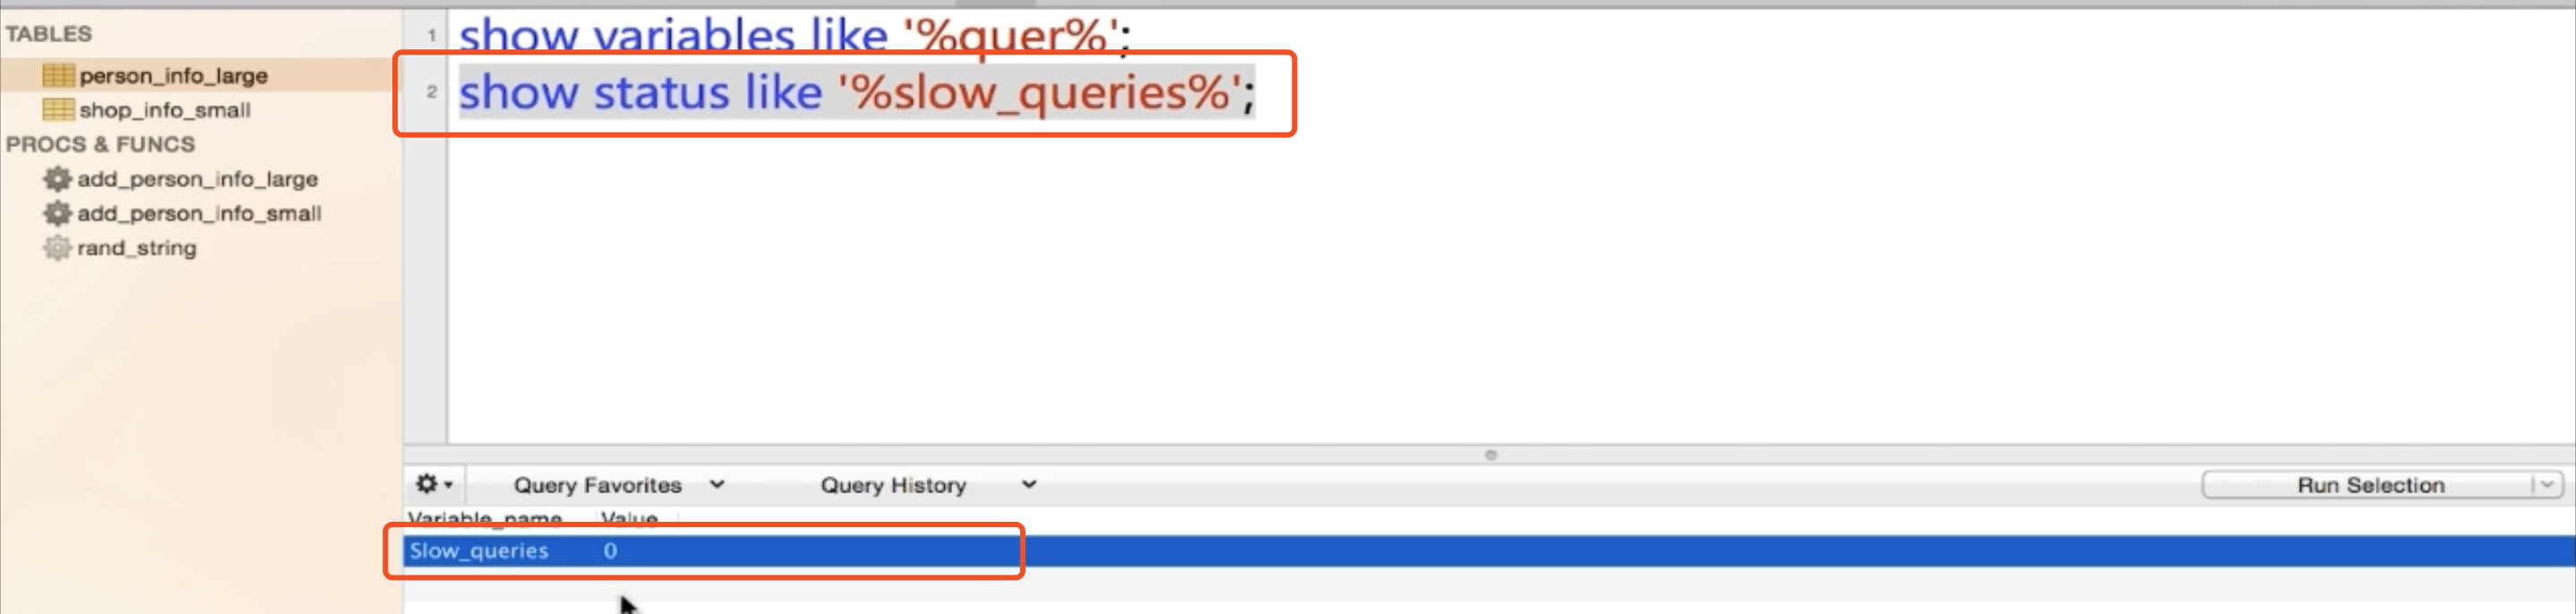 TABLES
person_info_large
shop_info_small
PROCS & FUNCS
add_person_info_large
add_person_info_small
rand_string
1 show variables like '%quer%';
2 show status like '%slow_queries%';
Query Favorites Query History Run Selection
Variable_name Value
Slow_queries 0